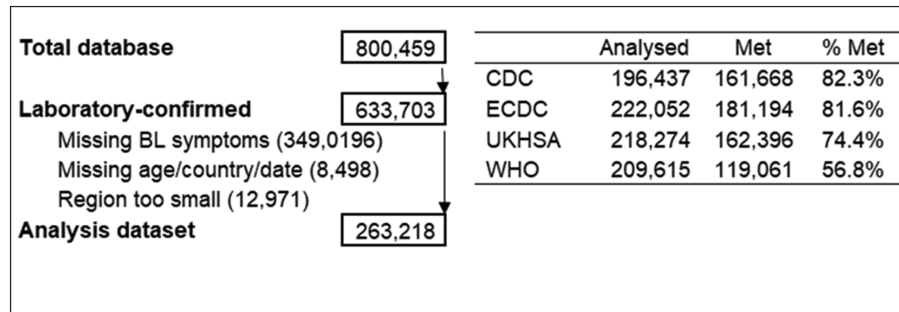 Total database 800,459
Laboratory-confirmed 633,703
Missing BL symptoms (349,0196)
Missing age/country/date (8,498)
Region too small (12,971)
Analysis dataset 263,218
Analysed Met % Met
CDC 196,437 161,668 82.3%
ECDC 222,052 181,194 81.6%
UKHSA 218,274 162,396 74.4%
WHO 209,615 119,061 56.8%